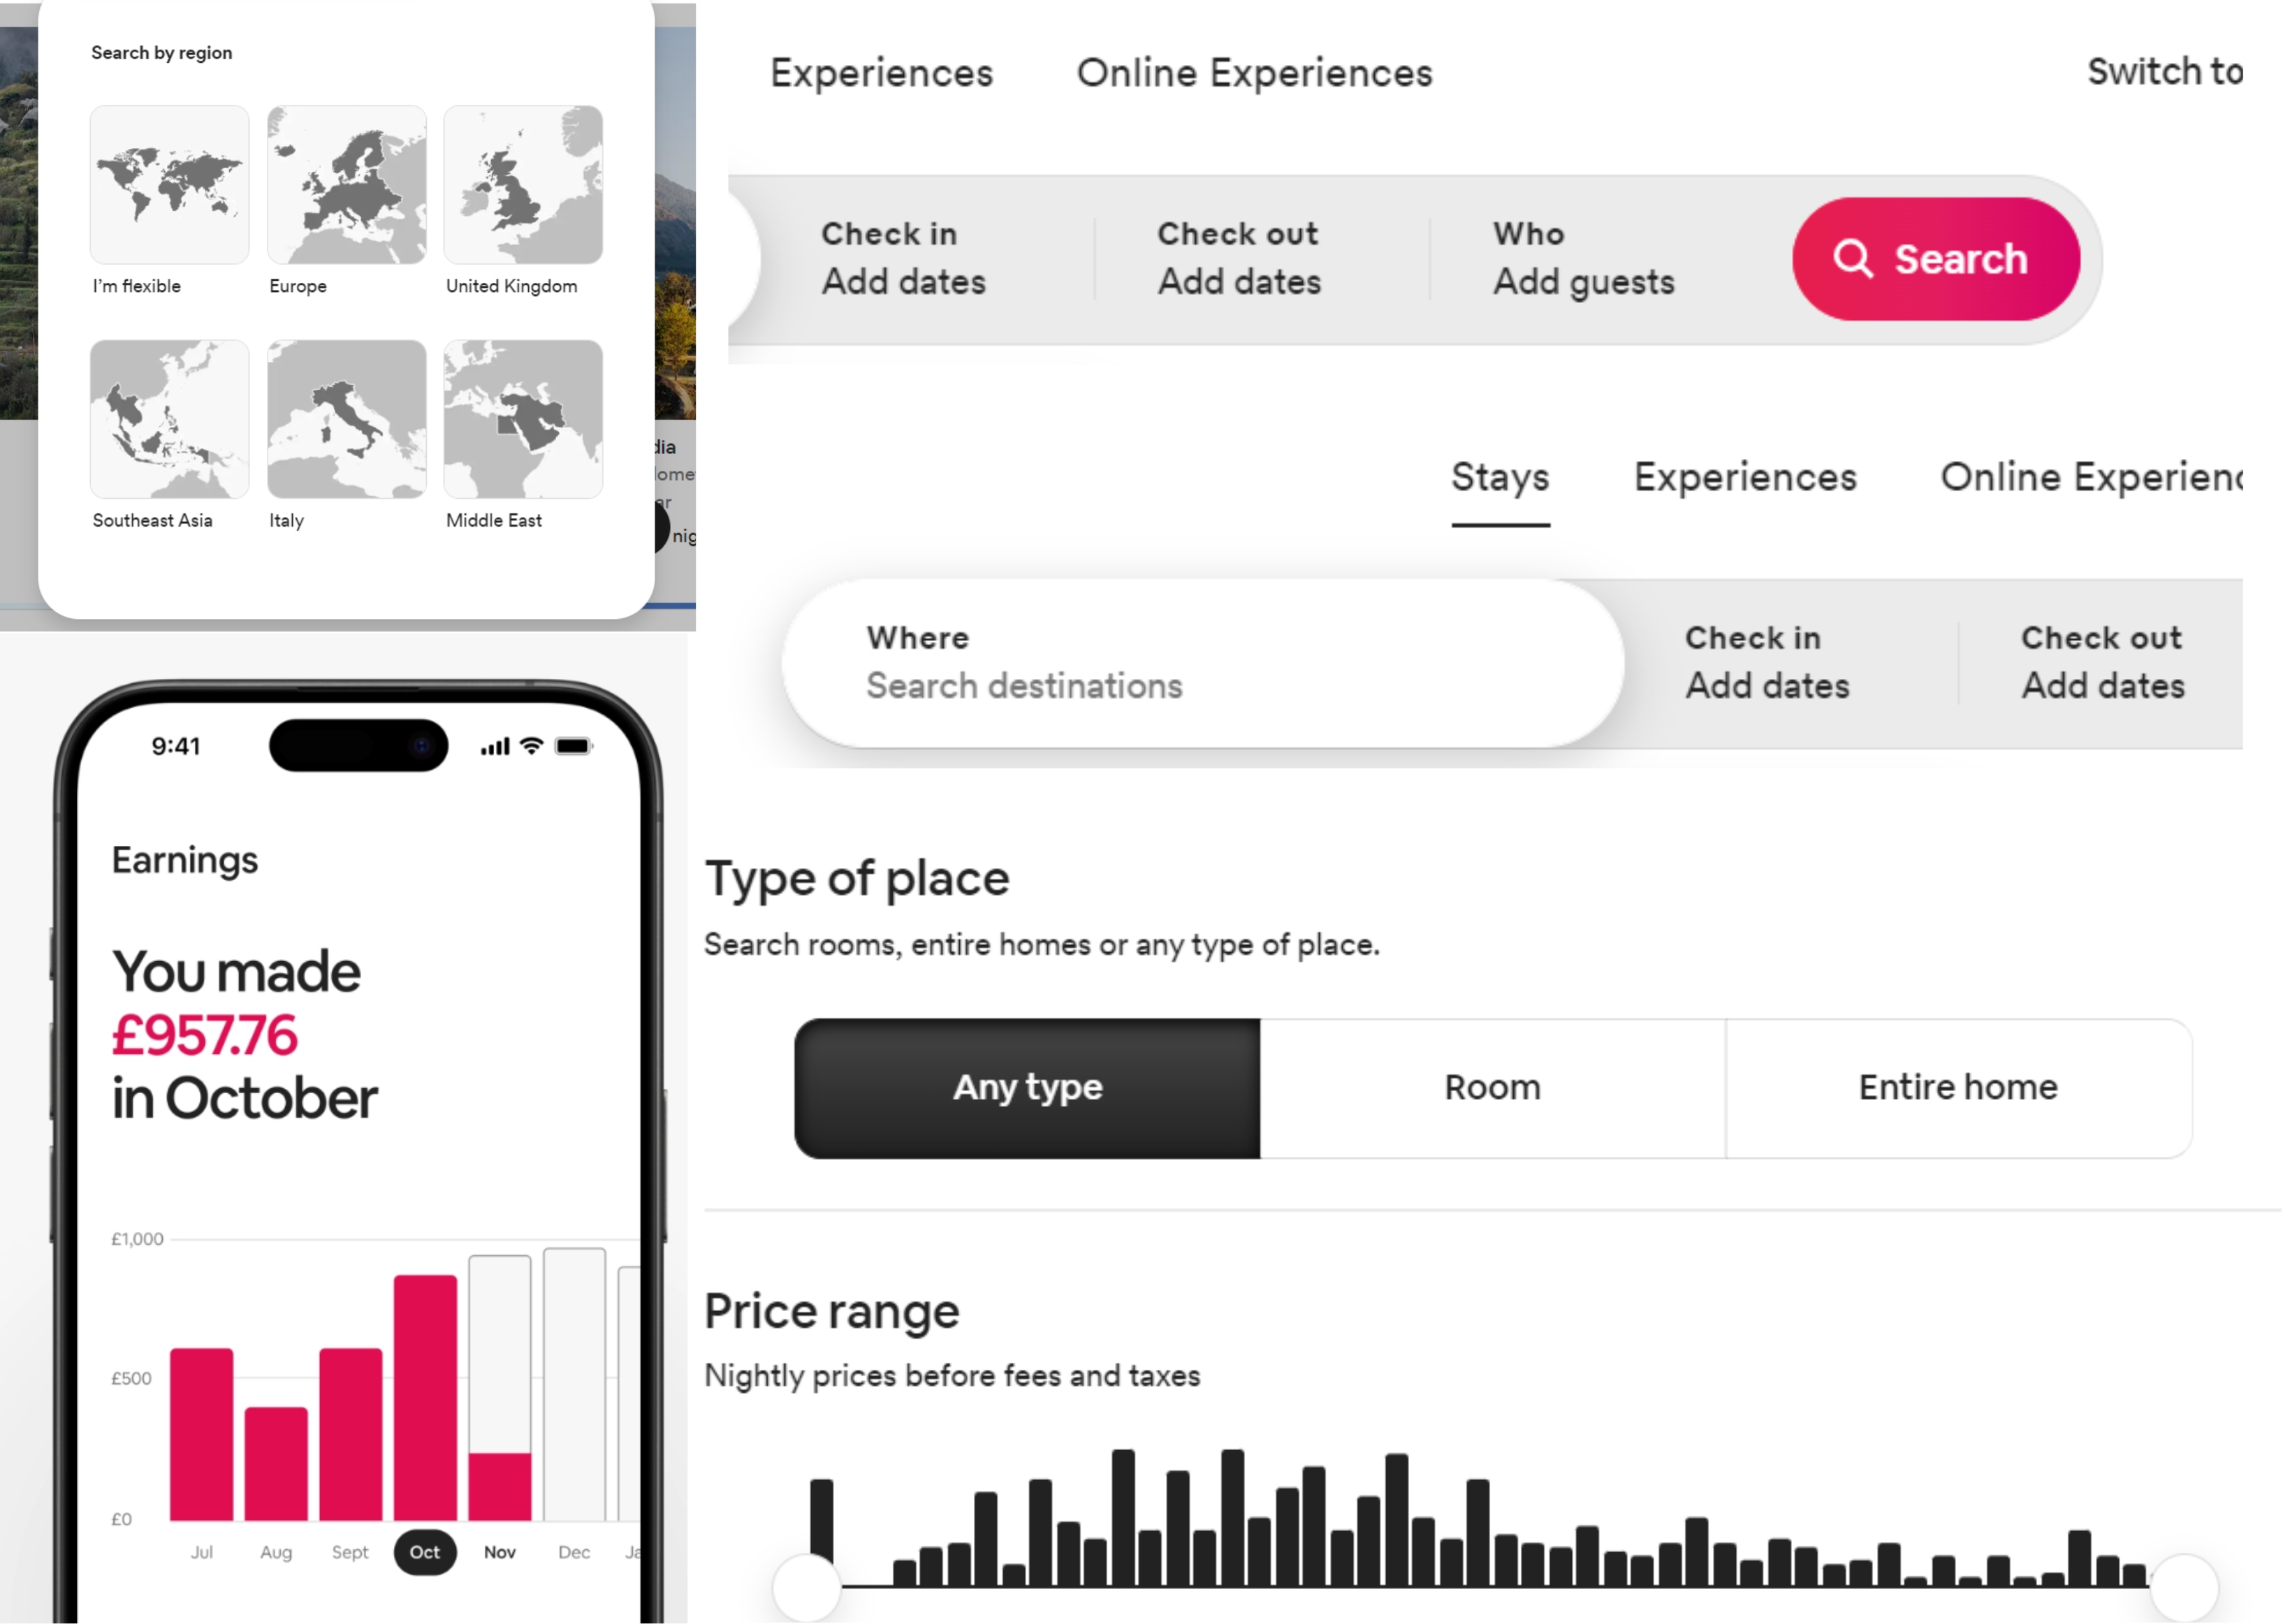 Search by region
I'm flexible
Europe
United Kingdom
Southeast Asia
Italy
Middle East
dia
nig
Experiences
Online Experiences
Switch to
Check in
Add dates
Check out
Add dates
Who
Add guests
Search
Stays
Experiences
Online Experienc
Where
Search destinations
Check in
Add dates
Check out
Add dates
9:41
Earnings
You made
£957.76
in October
£1,000
£500
£0
Jul
Aug
Sept
Oct
Nov
Dec
Ja
Type of place
Search rooms, entire homes or any type of place.
Any type
Room
Entire home
Price range
Nightly prices before fees and taxes